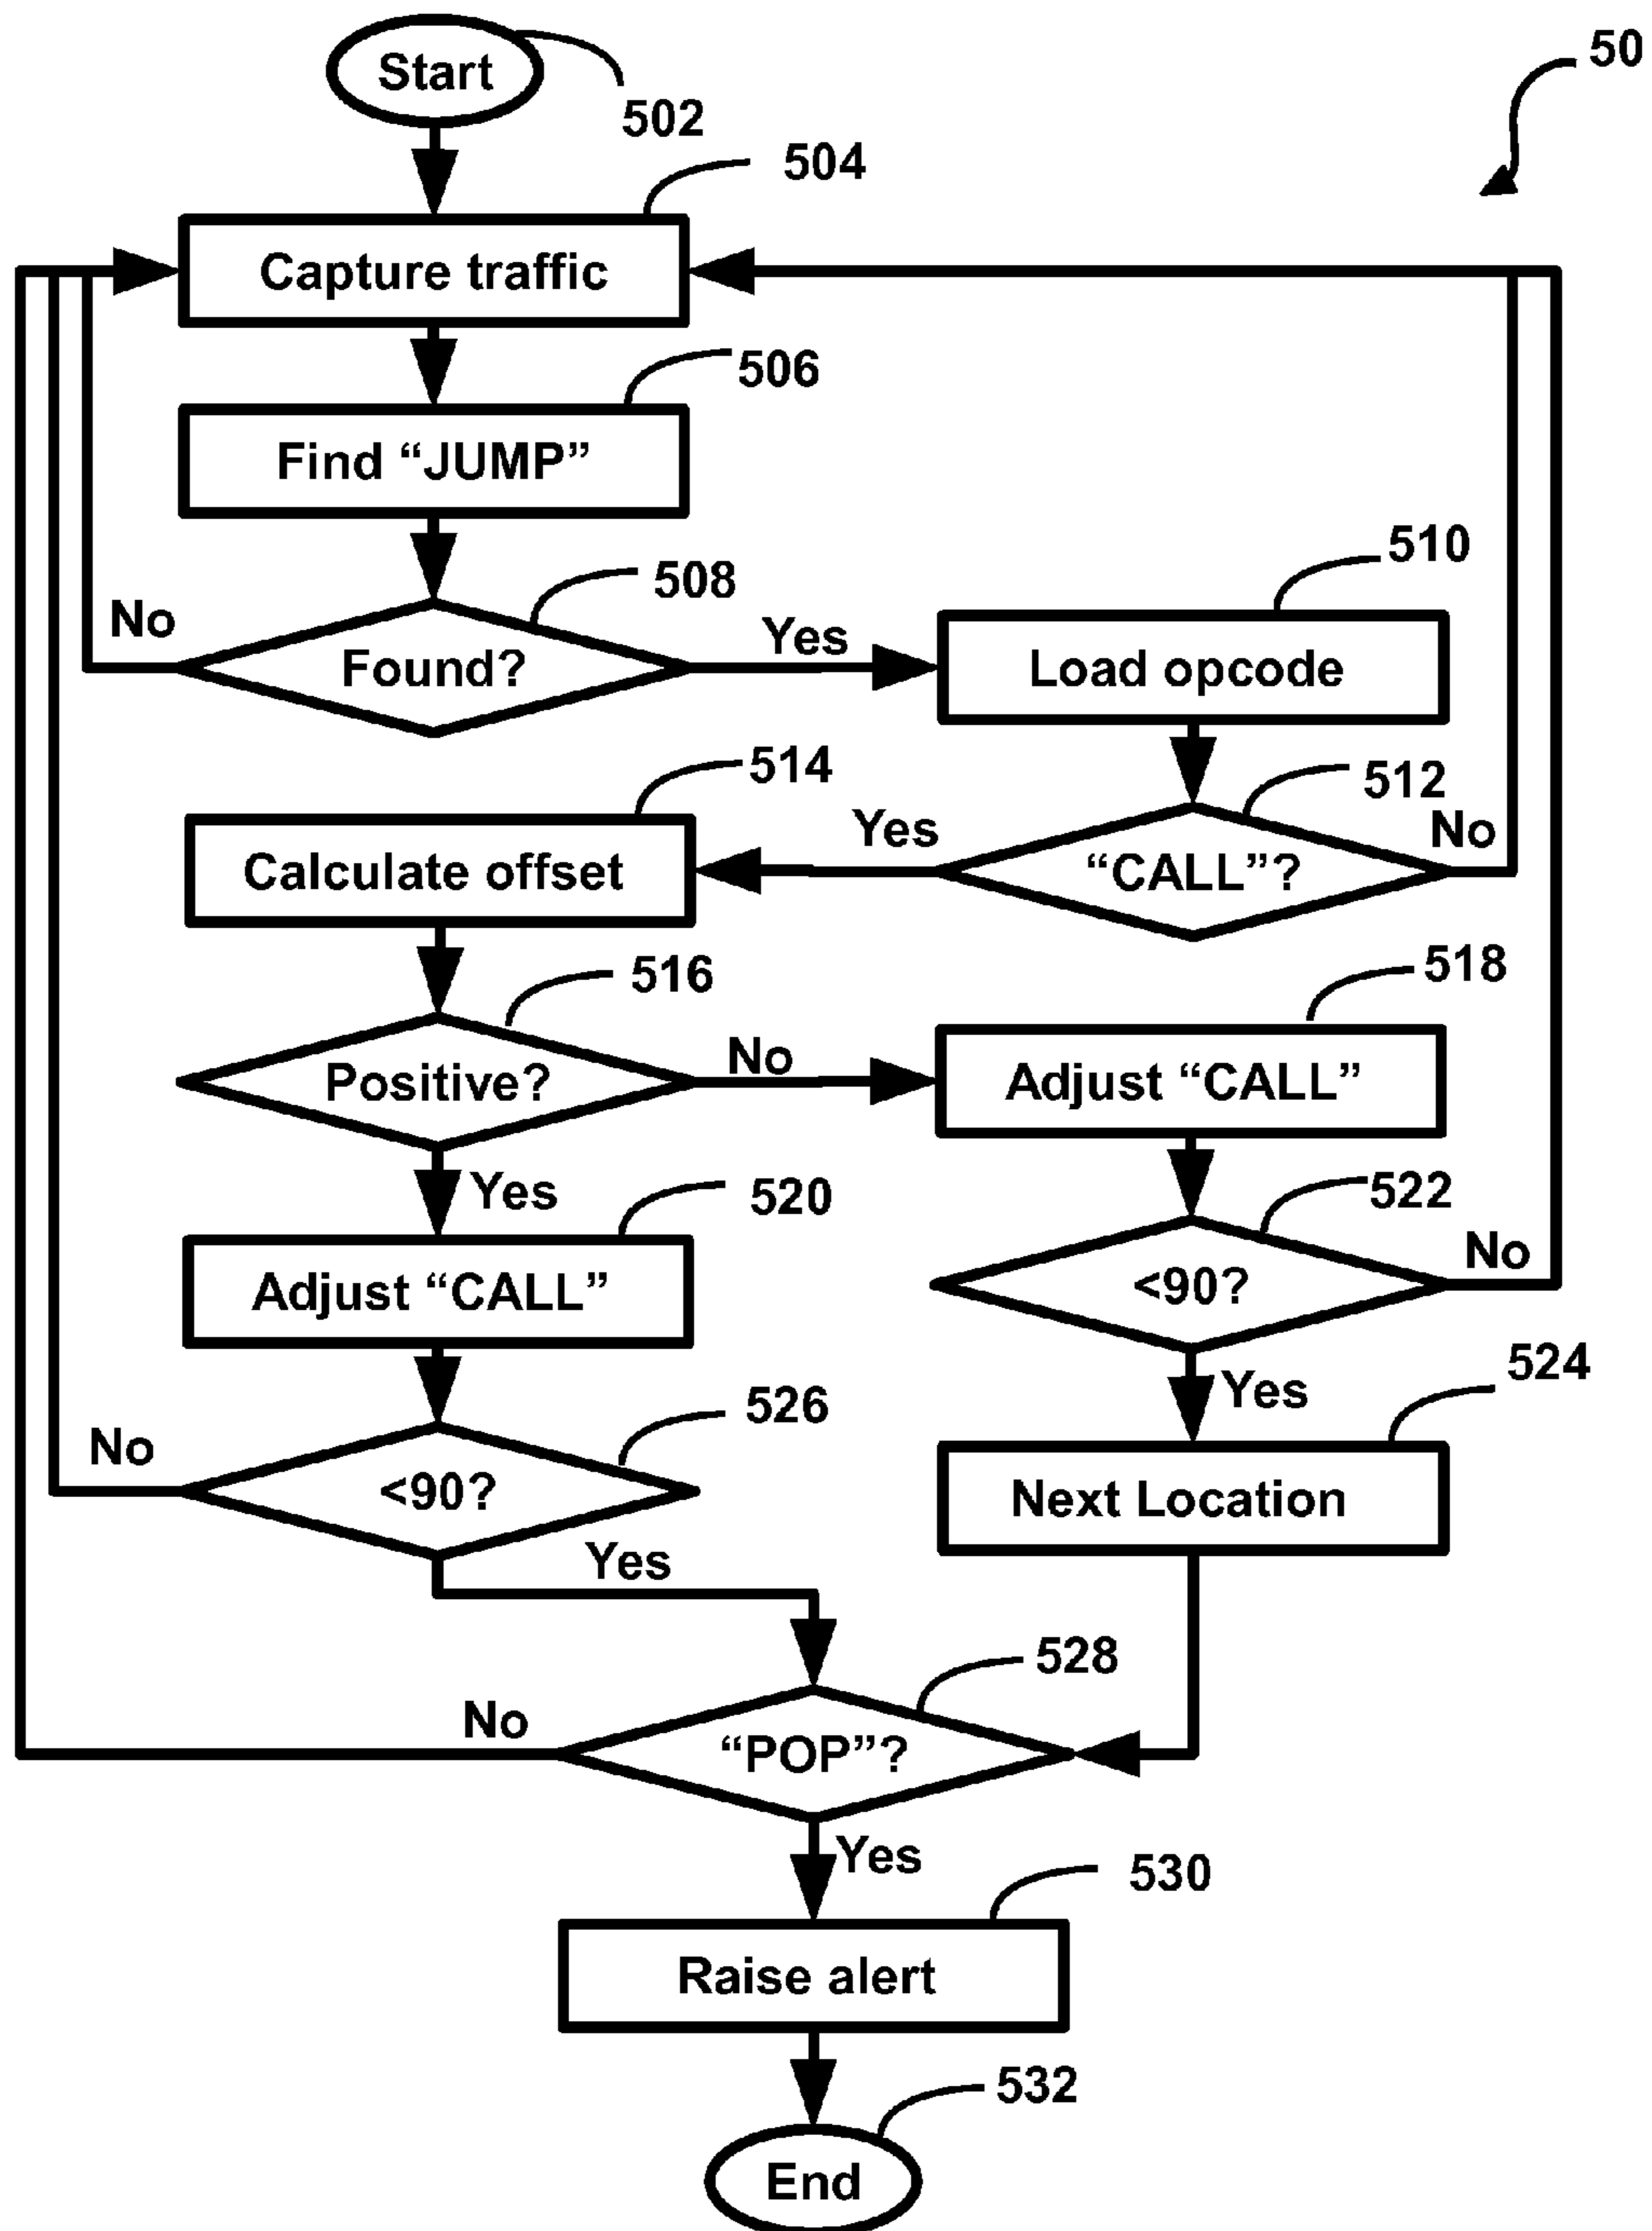 50
Start
502
504
Capture traffic
506
Find “JUMP”
508
No
Found?
Yes
510
Load opcode
512
514
Yes
“CALL”?
No
Calculate offset
516
Positive?
No
518
Adjust “CALL”
Yes
520
522
Adjust “CALL”
<90?
No
526
Yes
524
No
<90?
Next Location
Yes
528
No
“POP”?
Yes
530
Raise alert
532
End